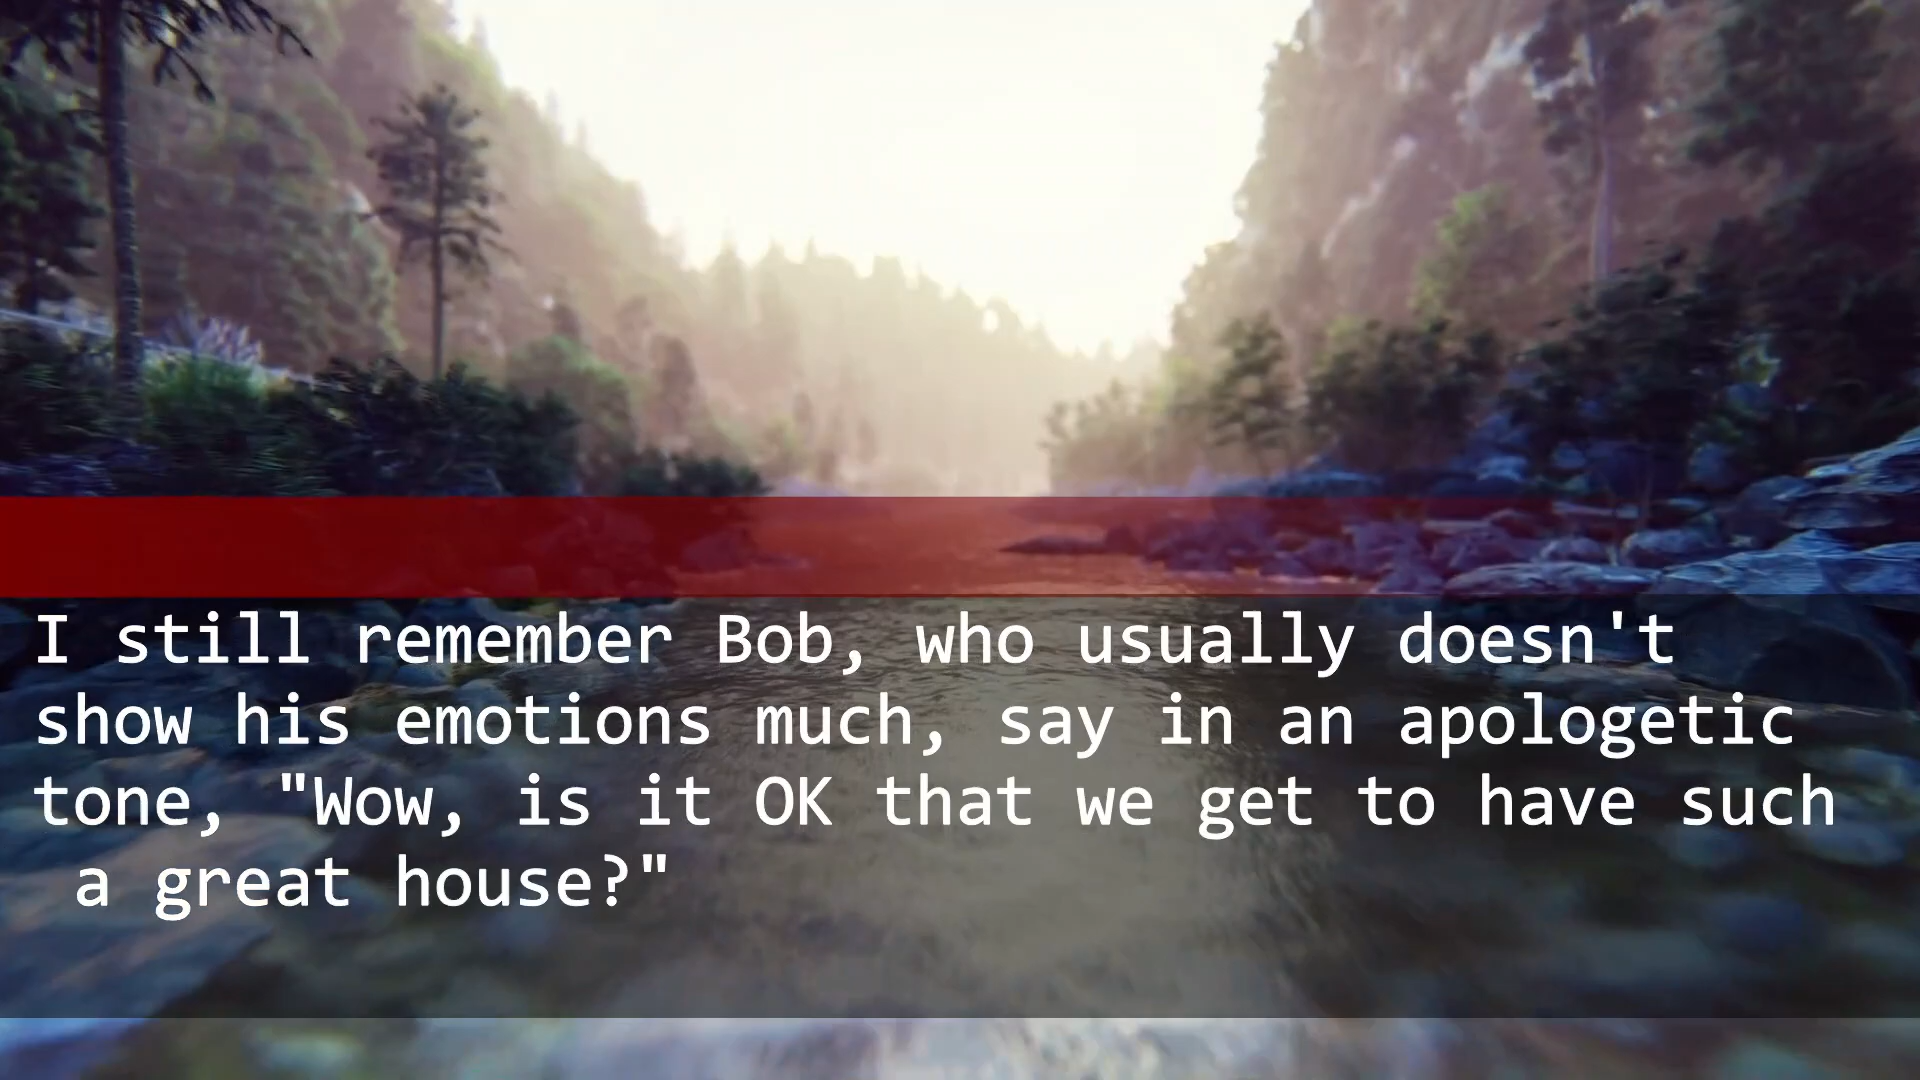 I still remember Bob, who usually doesn't
show his emotions much, say in an apologetic
tone, "Wow, is it OK that we get to have such
a great house?"